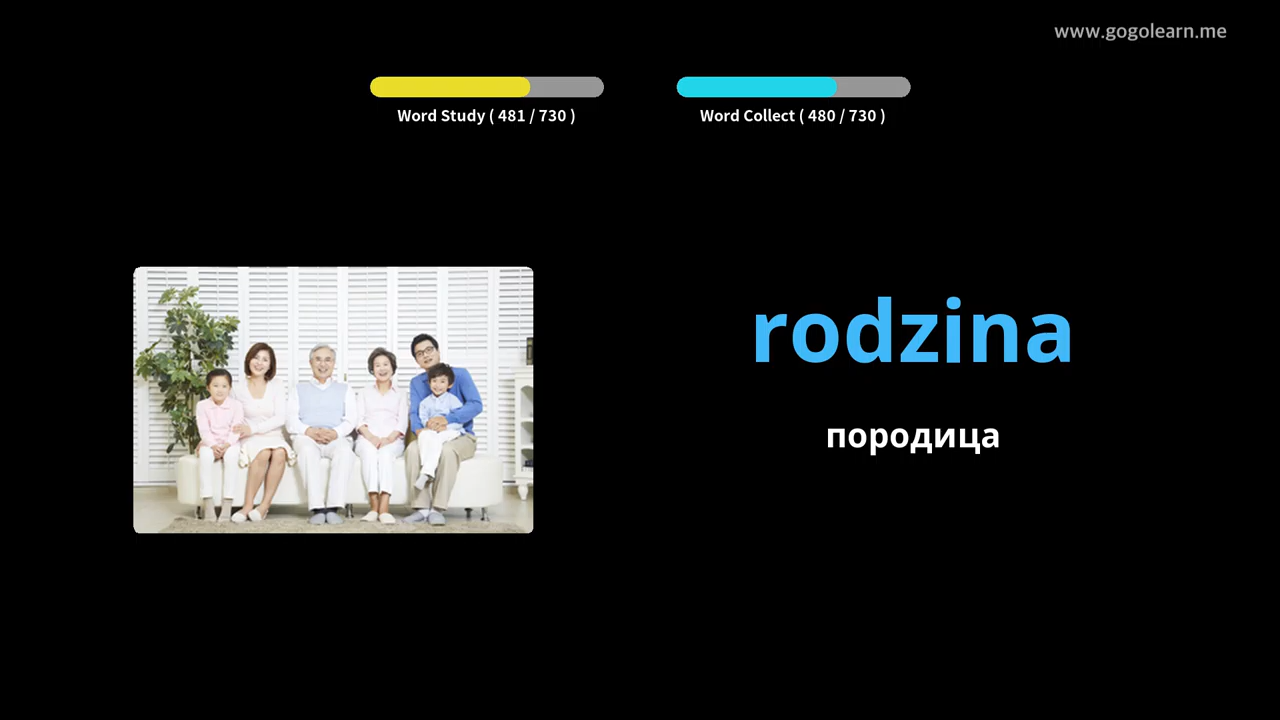 www.gogolearn.me
Word Study ( 481 / 730 )
Word Collect ( 480 / 730 )
rodzina
породица